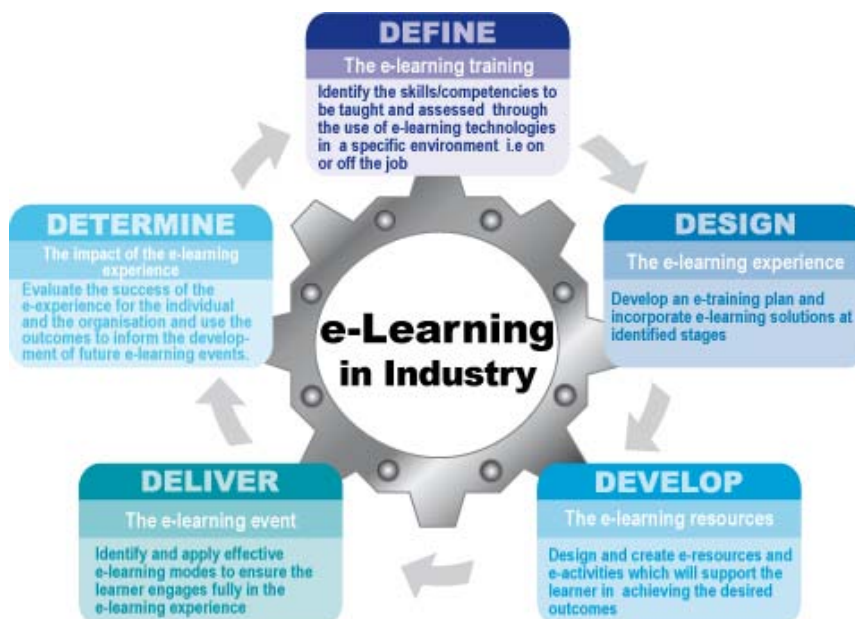 DEFINE
The e-learning training
Identify the skills/competencies to
be taught and assessed through
the use of e-learning technologies
in a specific environment i.e on
or off the job
DESIGN
The e-learning experience
Develop an e-training plan and
incorporate e-learning solutions at
identified stages
DEVELOP
The e-learning resources
Design and create e-resources and
e-activities which will support the
learner in achieving the desired
outcomes
DELIVER
The e-learning event
Identify and apply effective
e-learning modes to ensure the
learner engages fully in the
e-learning experience
DETERMINE
The impact of the e-learning
experience
Evaluate the success of the
e-experience for the individual
and the organisation and use the
outcomes to inform the develop-
ment of future e-learning events.
e-Learning
in Industry